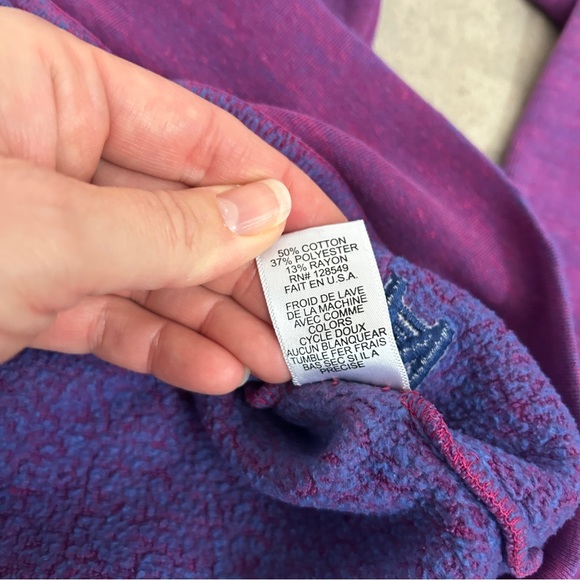 50% COTTON
37% POLYESTER
13% RAYON
RN# 128549
FAIT EN U.S.A.
FROID DE LAVE
DE LA MACHINE
AVEC COMME
COLORS
CYCLE DOUX
AUCUN BLANQUEAR
TUMBLE FER FRAIS
BAS SEC SI IL A
PRECISE